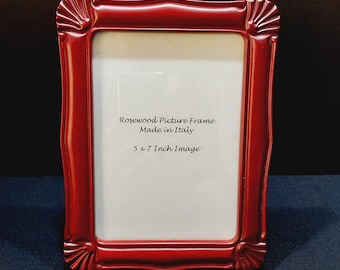 Rosewood Picture Frame
Made in Italy
5 x 7 Inch Image